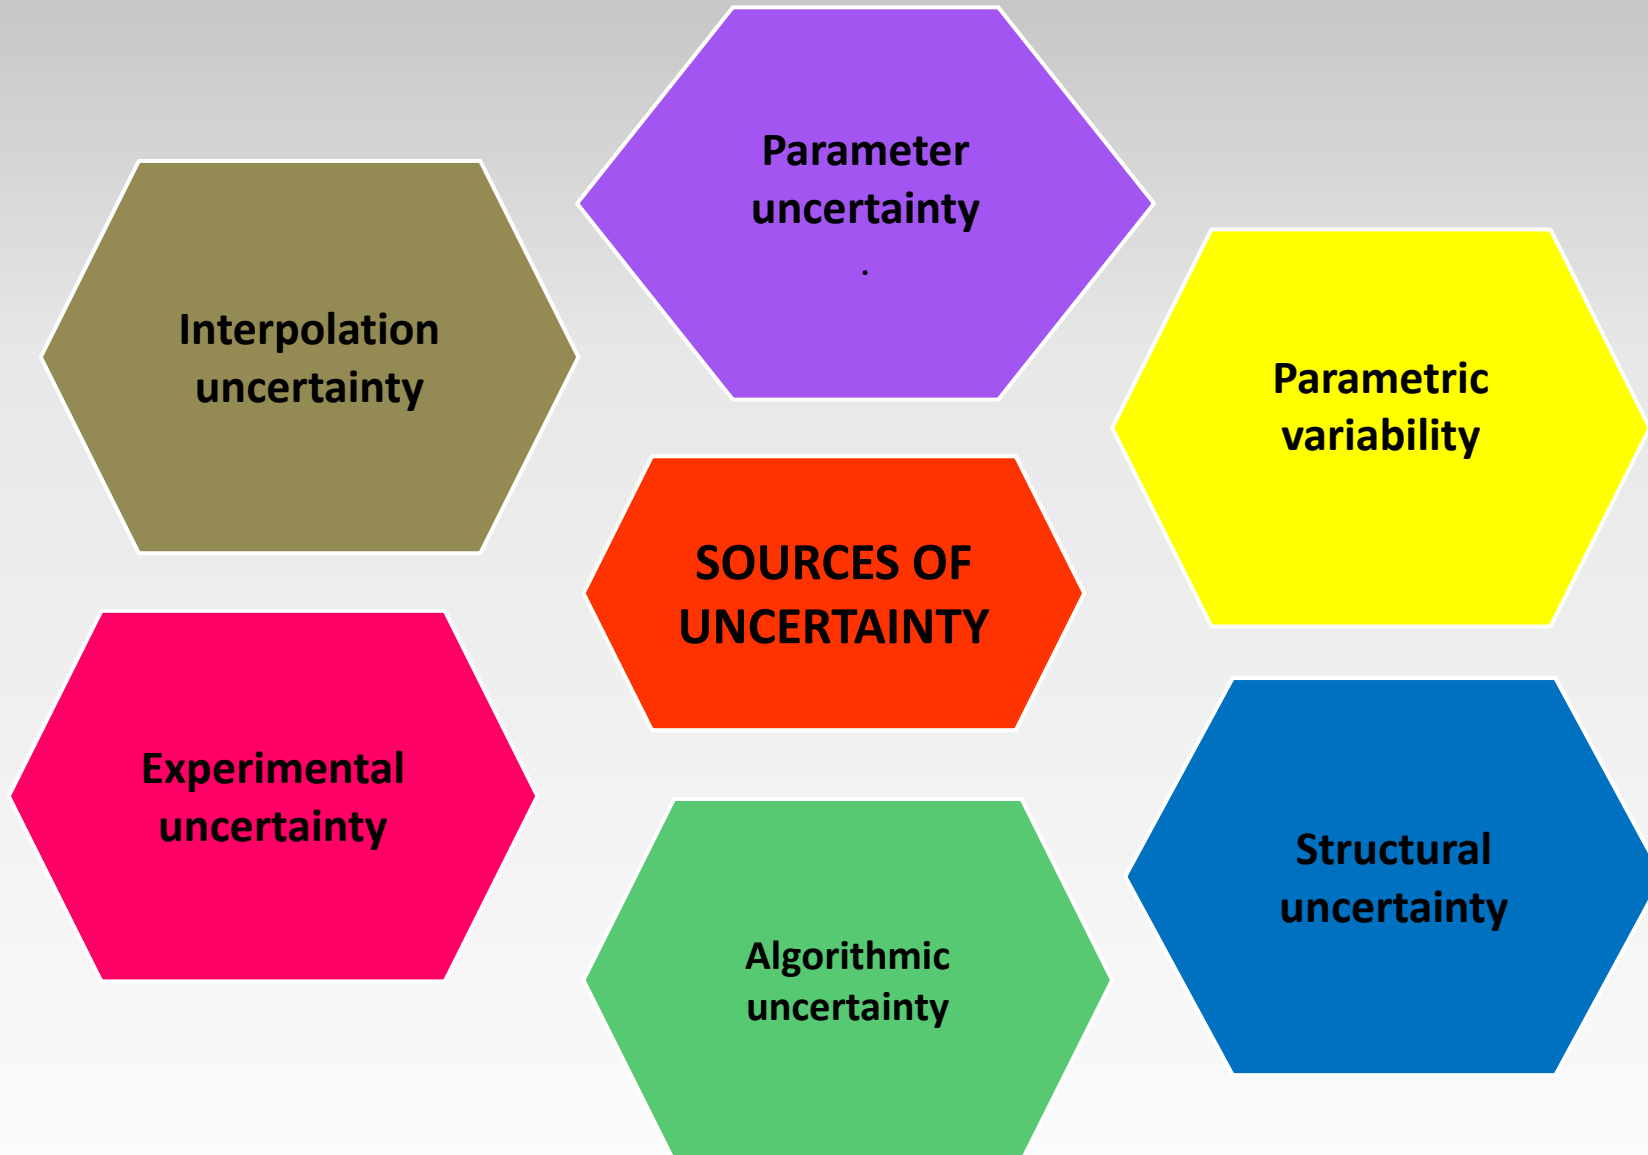 Parameter
uncertainty
.
Interpolation
uncertainty
Parametric
variability
SOURCES OF
UNCERTAINTY
Experimental
uncertainty
Structural
uncertainty
Algorithmic
uncertainty